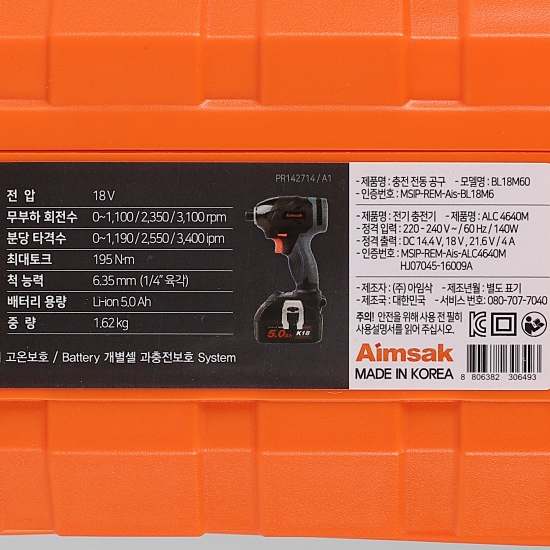 PR142714 / A1
전 압 18 V
무부하 회전수 0~1,100 / 2,350 / 3,100 rpm
분당 타격수 0~1,190 / 2,550 / 3,400 ipm
최대토크 195 N·m
척 능력 6.35 mm (1/4" 육각)
배터리 용량 Li-ion 5.0 Ah
중 량 1.62 kg
고온보호 / Battery 개별셀 과충전보호 System
Aimsak
5.0Ah K18
- 제품명 : 충전 전동 공구 - 모델명 : BL18M60
- 인증번호 : MSIP-REM-Ais-BL18M6
- 제품명 : 전기 충전기 - 제품명 : ALC 4640M
- 정격 입력 : 220 - 240 V~ / 60 Hz / 140W
- 정격 출력 : DC 14.4 V, 18 V, 21.6 V / 4 A
- 인증번호 : MSIP-REM-Ais-ALC4640M
HJ07045-16009A
- 제조자 : (주) 아임삭 - 제조년월 : 별도 표기
- 제조국 : 대한민국 - 서비스 번호 : 080-707-7040
주의! 안전을 위해 사용 전 필히
사용설명서를 읽어 주십시오.
Aimsak
MADE IN KOREA
8 806382 306493